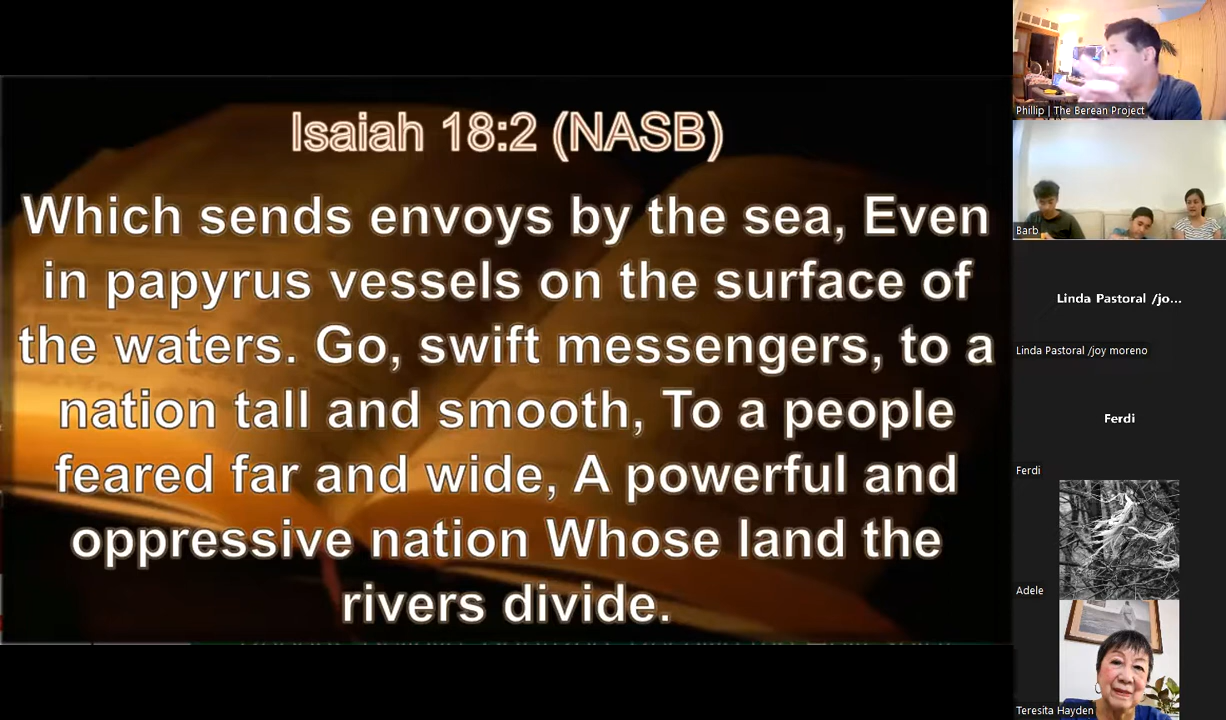 Isaiah 18:2 (NASB)
Which sends envoys by the sea, Even
in papyrus vessels on the surface of
the waters. Go, swift messengers, to a
nation tall and smooth, To a people
feared far and wide, A powerful and
oppressive nation Whose land the
rivers divide.
Phillip | The Berean Project
Barb
Linda Pastoral /jo...
Linda Pastoral /joy moreno
Ferdi
Ferdi
Adele
Teresita Hayden